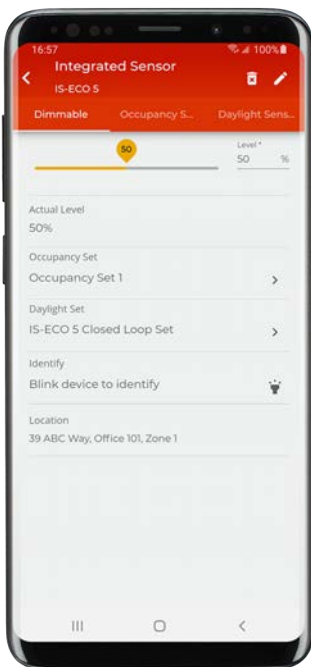 16:57 100%
Integrated Sensor
IS-ECO 5
Dimmable Occupancy S... Daylight Sens...
50
Level *
50 %
Actual Level
50%
Occupancy Set
Occupancy Set 1
Daylight Set
IS-ECO 5 Closed Loop Set
Identify
Blink device to identify
Location
39 ABC Way, Office 101, Zone 1